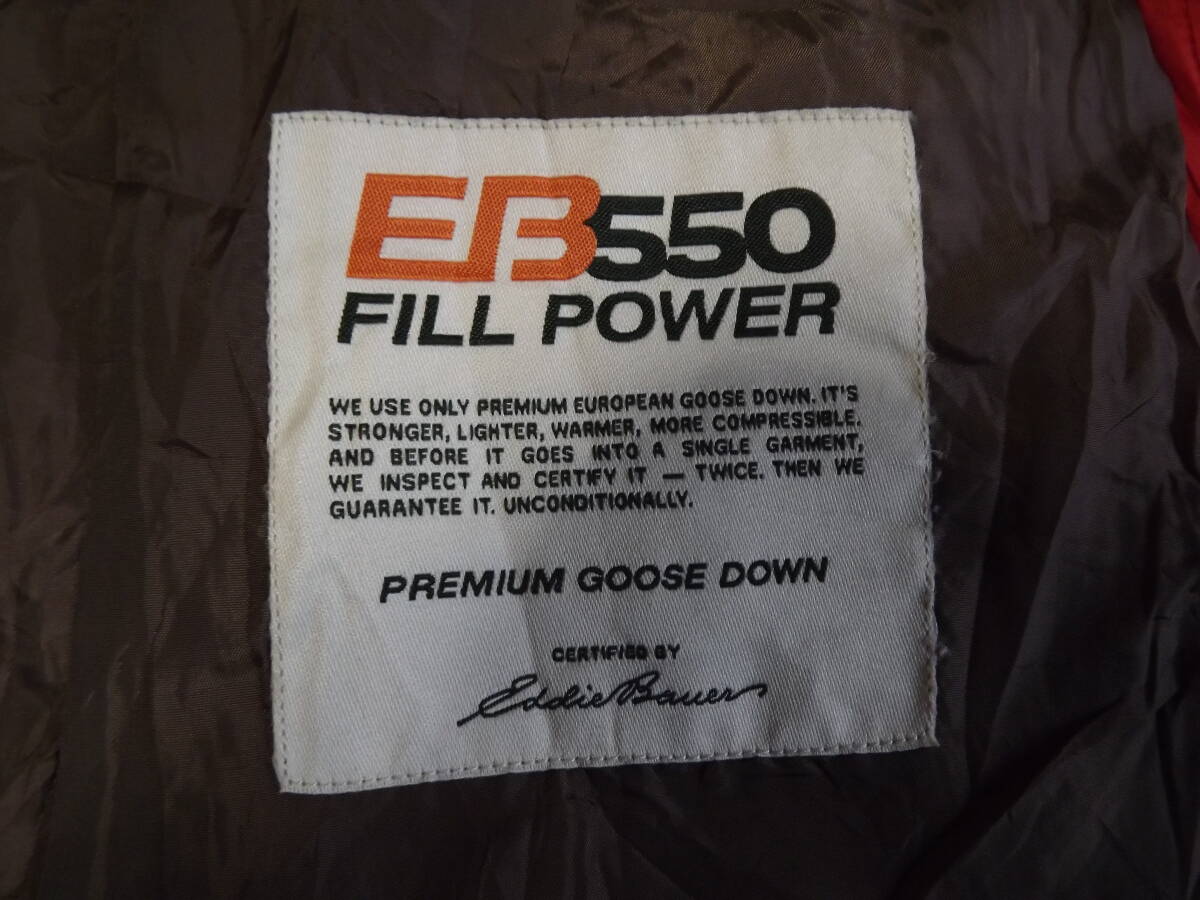 EB550
FILL POWER
WE USE ONLY PREMIUM EUROPEAN GOOSE DOWN. IT'S
STRONGER, LIGHTER, WARMER, MORE COMPRESSIBLE.
AND BEFORE IT GOES INTO A SINGLE GARMENT,
WE INSPECT AND CERTIFY IT — TWICE. THEN WE
GUARANTEE IT. UNCONDITIONALLY.
PREMIUM GOOSE DOWN
CERTIFIED BY
Eddie Bauer